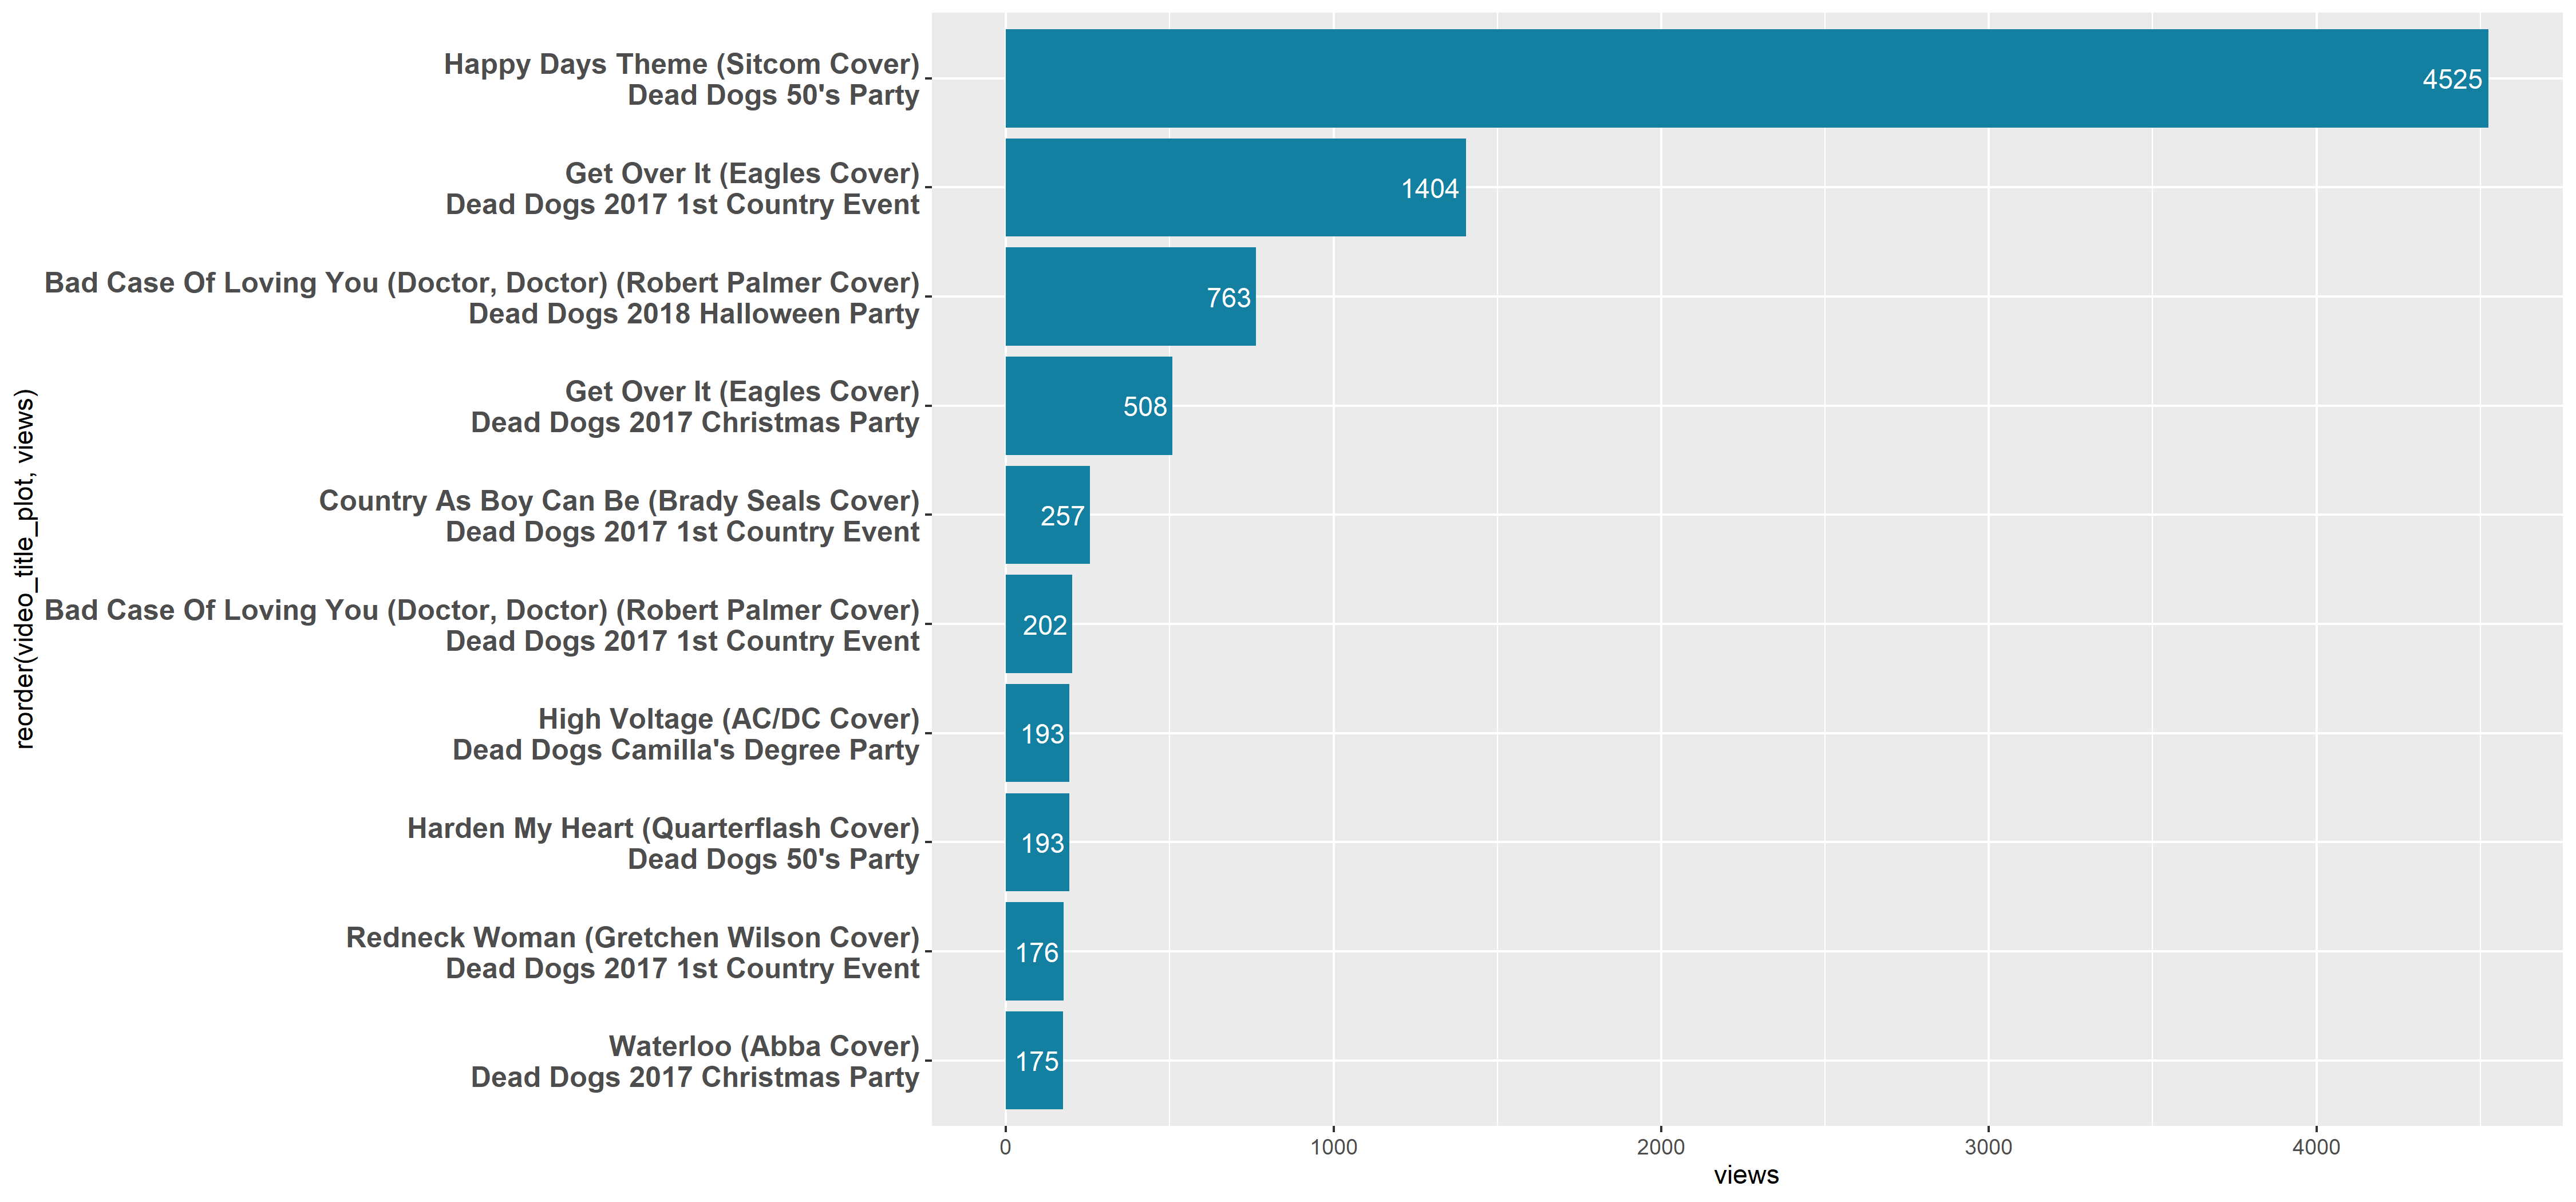 Happy Days Theme (Sitcom Cover)
Dead Dogs 50's Party
4525
Get Over It (Eagles Cover)
Dead Dogs 2017 1st Country Event
1404
Bad Case Of Loving You (Doctor, Doctor) (Robert Palmer Cover)
Dead Dogs 2018 Halloween Party
763
Get Over It (Eagles Cover)
Dead Dogs 2017 Christmas Party
508
Country As Boy Can Be (Brady Seals Cover)
Dead Dogs 2017 1st Country Event
257
Bad Case Of Loving You (Doctor, Doctor) (Robert Palmer Cover)
Dead Dogs 2017 1st Country Event
202
High Voltage (AC/DC Cover)
Dead Dogs Camilla's Degree Party
193
Harden My Heart (Quarterflash Cover)
Dead Dogs 50's Party
193
Redneck Woman (Gretchen Wilson Cover)
Dead Dogs 2017 1st Country Event
176
Waterloo (Abba Cover)
Dead Dogs 2017 Christmas Party
175
reorder(video_title_plot, views)
0 1000 2000 3000 4000
views